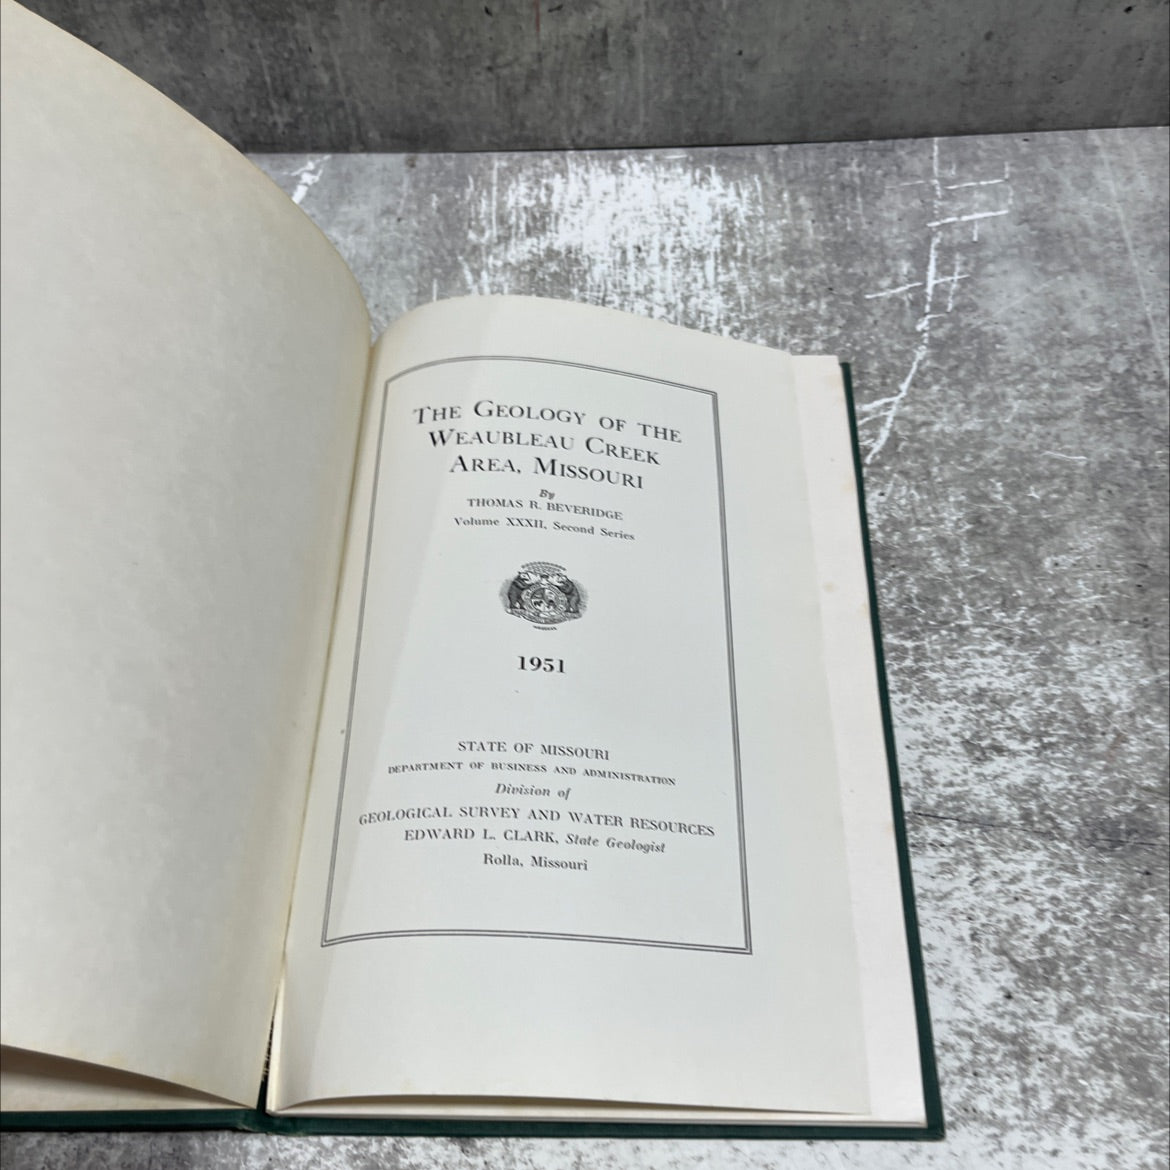 THE GEOLOGY OF THE
WEAUBLEAU CREEK
AREA, MISSOURI
By
THOMAS R. BEVERIDGE
Volume XXXII, Second Series
1951
STATE OF MISSOURI
DEPARTMENT OF BUSINESS AND ADMINISTRATION
Division of
GEOLOGICAL SURVEY AND WATER RESOURCES
EDWARD L. CLARK, State Geologist
Rolla, Missouri